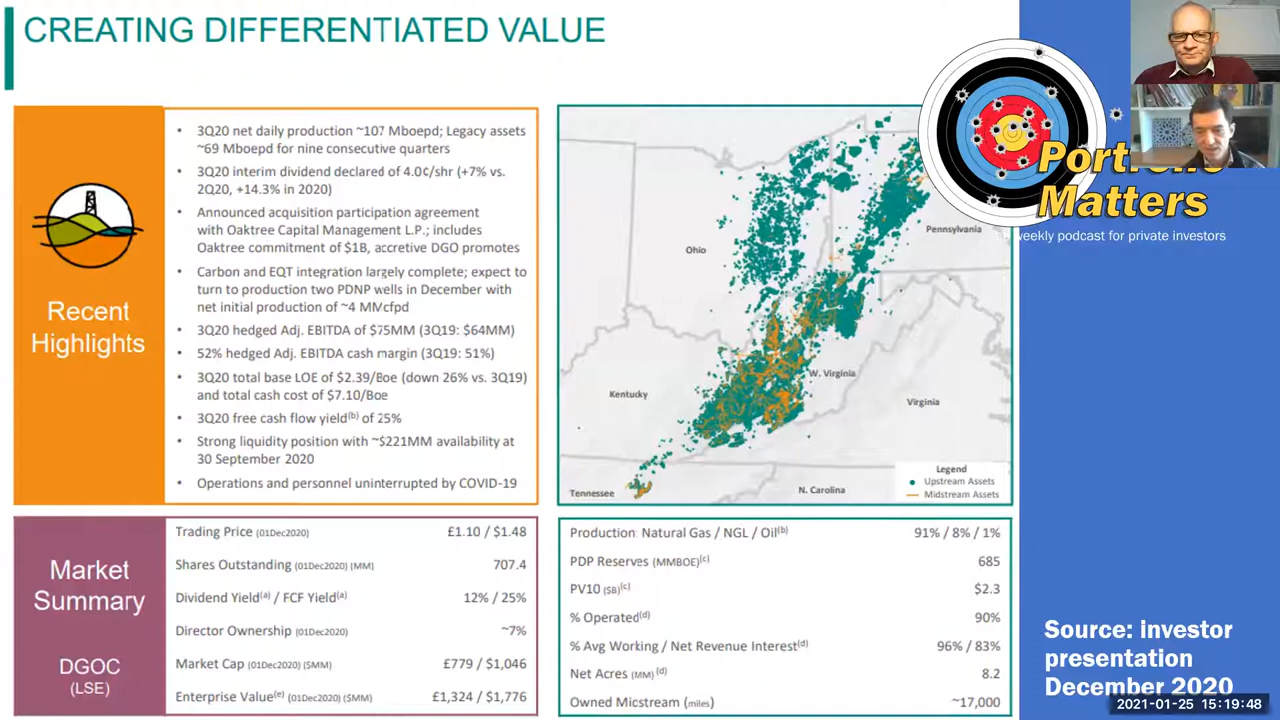 CREATING DIFFERENTIATED VALUE
Recent
Highlights
• 3Q20 net daily production ~107 Mboepd; Legacy assets
~69 Mboepd for nine consecutive quarters
• 3Q20 interim dividend declared of 4.0¢/shr (+7% vs.
2Q20, +14.3% in 2020)
• Announced acquisition participation agreement
with Oaktree Capital Management L.P.; includes
Oaktree commitment of $1B, accretive DGO promotes
• Carbon and EQT integration largely complete; expect to
turn to production two PDNP wells in December with
net initial production of ~4 MMcfpd
• 3Q20 hedged Adj. EBITDA of $75MM (3Q19: $64MM)
• 52% hedged Adj. EBITDA cash margin (3Q19: 51%)
• 3Q20 total base LOE of $2.39/Boe (down 26% vs. 3Q19)
and total cash cost of $7.10/Boe
• 3Q20 free cash flow yield(b) of 25%
• Strong liquidity position with ~$221MM availability at
30 September 2020
• Operations and personnel uninterrupted by COVID-19
Ohio
Pennsylvania
W. Virginia
Kentucky
Virginia
Tennessee
N. Carolina
Legend
Upstream Assets
Midstream Assets
Market
Summary
DGOC
(LSE)
Trading Price (01Dec2020) £1.10 / $1.48
Shares Outstanding (01Dec2020) (MM) 707.4
Dividend Yield(a) / FCF Yield(a) 12% / 25%
Director Ownership (01Dec2020) ~7%
Market Cap (01Dec2020) ($MM) £779 / $1,046
Enterprise Value(e) (01Dec2020) ($MM) £1,324 / $1,776
Production: Natural Gas / NGL / Oil(b) 91% / 8% / 1%
PDP Reserves (MMBOE)(c) 685
PV10 ($B)(c) $2.3
% Operated(d) 90%
% Avg Working / Net Revenue Interest(d) 96% / 83%
Net Acres (MM)(d) 8.2
Owned Micstream (miles) ~17,000
Matters
weekly podcast for private investors
Source: investor
presentation
December 2020
2021-01-25 15:19:48